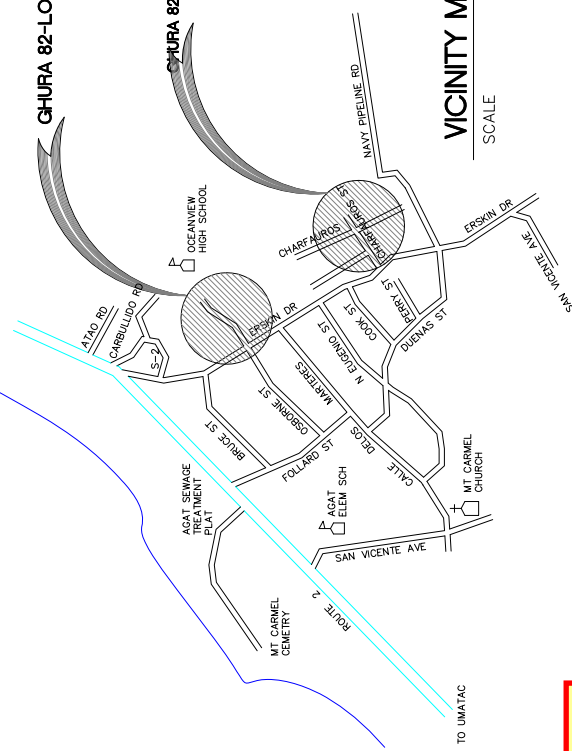 GHURA 82-LO
GHURA 82
VICINITY M
SCALE
NAVY PIPELINE RD
OCEANVIEW
HIGH SCHOOL
CHARFAUROS
CHARFAUROS ST
ERSKIN DR
SAN VICENTE AVE
ATAO RD
CARBULIDO RD
S-2
ERSKIN DR
PERRY ST
COOK ST
DUENAS ST
N EUGENIO ST
MARTERES
OSBORNE ST
BRUCE ST
FOLLARD ST
DELOS
CALLE
AGAT SEWAGE
TREATMENT
PLAT
AGAT
ELEM SCH
MT CARMEL
CHURCH
SAN VICENTE AVE
ROUTE 2
MT CARMEL
CEMETRY
TO UMATAC